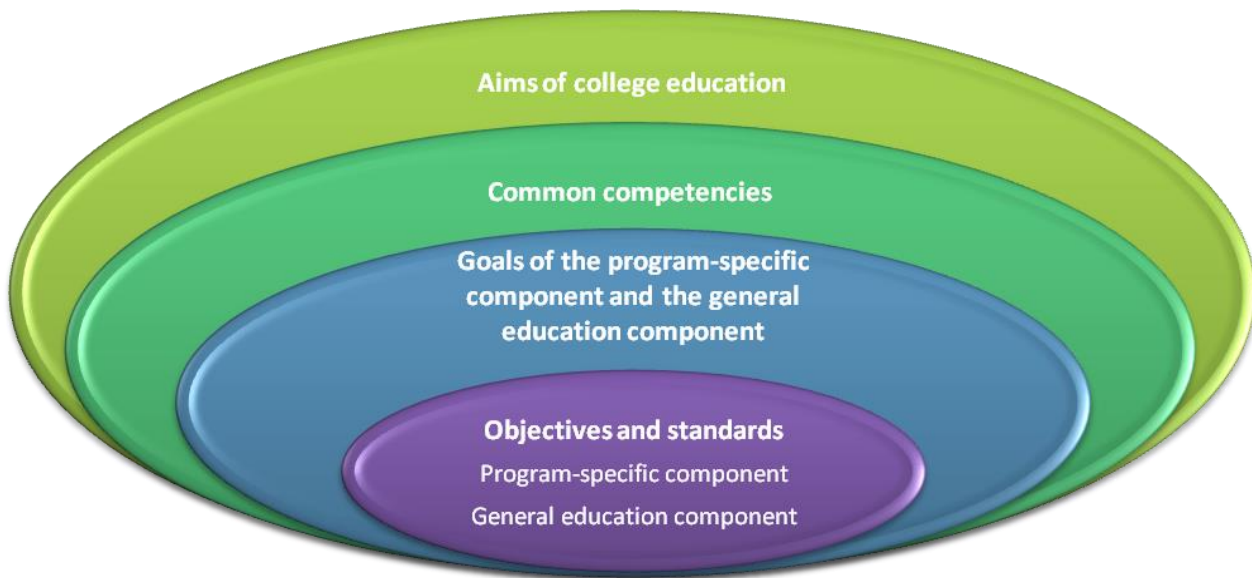 Aims of college education
Common competencies
Goals of the program-specific
component and the general
education component
Objectives and standards
Program-specific component
General education component